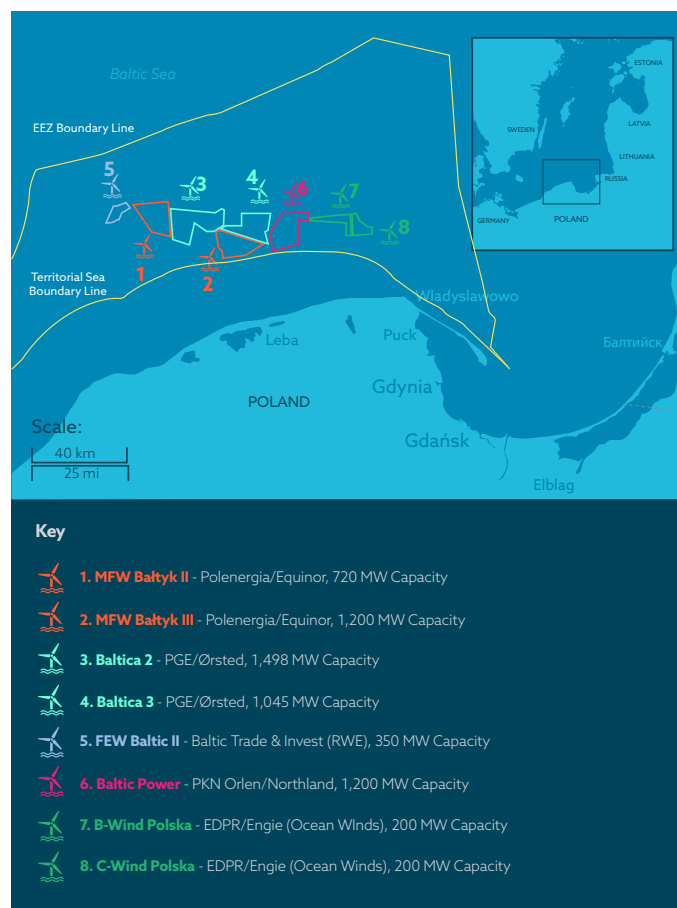 Baltic Sea
EEZ Boundary Line
5
3
4
6
7
8
1
2
Territorial Sea
Boundary Line
ESTONIA
SWEDEN
LATVIA
LITHUANIA
RUSSIA
GERMANY
POLAND
Wladyslawowo
Leba
Puck
Балтийск
Gdynia
POLAND
Gdańsk
Elblag
Scale:
40 km
25 mi
Key
1. MFW Bałtyk II - Polenergia/Equinor, 720 MW Capacity
2. MFW Bałtyk III - Polenergia/Equinor, 1,200 MW Capacity
3. Baltica 2 - PGE/Ørsted, 1,498 MW Capacity
4. Baltica 3 - PGE/Ørsted, 1,045 MW Capacity
5. FEW Baltic II - Baltic Trade & Invest (RWE), 350 MW Capacity
6. Baltic Power - PKN Orlen/Northland, 1,200 MW Capacity
7. B-Wind Polska - EDPR/Engie (Ocean WInds), 200 MW Capacity
8. C-Wind Polska - EDPR/Engie (Ocean Winds), 200 MW Capacity